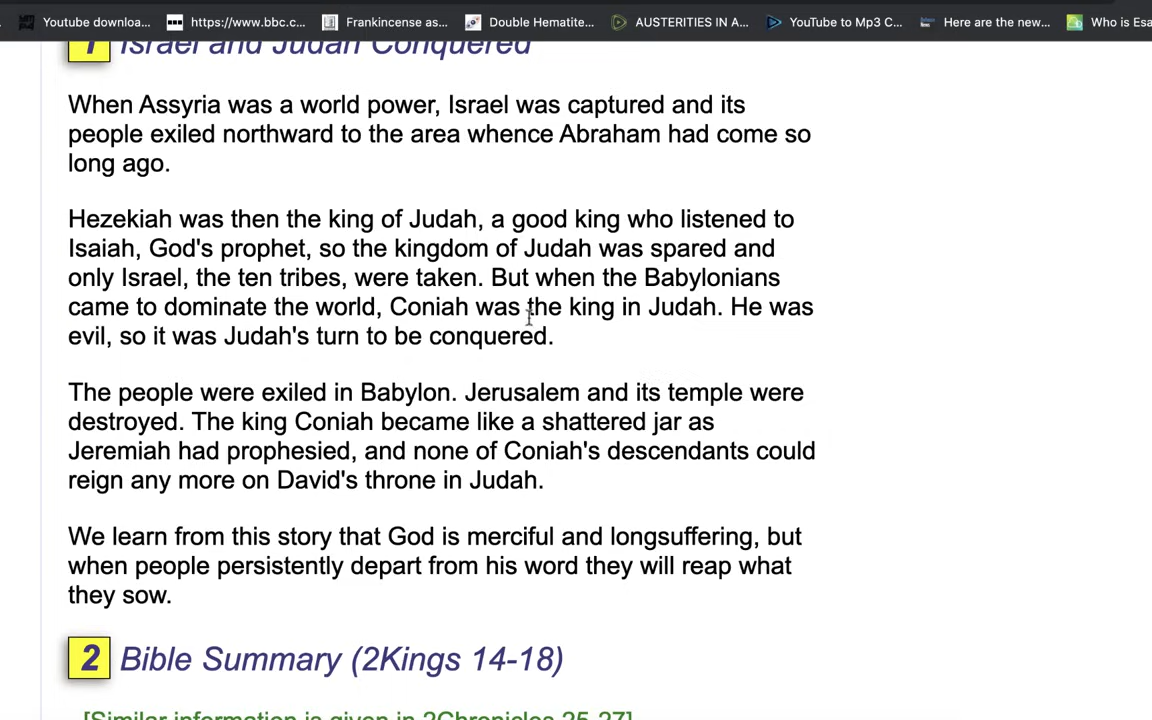 Youtube downloa...
https://www.bbc.c...
Frankincense as...
Double Hematite...
AUSTERITIES IN A...
YouTube to Mp3 C...
Here are the new...
Who is Esa
1 Israel and Judah Conquered
When Assyria was a world power, Israel was captured and its
people exiled northward to the area whence Abraham had come so
long ago.
Hezekiah was then the king of Judah, a good king who listened to
Isaiah, God's prophet, so the kingdom of Judah was spared and
only Israel, the ten tribes, were taken. But when the Babylonians
came to dominate the world, Coniah was the king in Judah. He was
evil, so it was Judah's turn to be conquered.
The people were exiled in Babylon. Jerusalem and its temple were
destroyed. The king Coniah became like a shattered jar as
Jeremiah had prophesied, and none of Coniah's descendants could
reign any more on David's throne in Judah.
We learn from this story that God is merciful and longsuffering, but
when people persistently depart from his word they will reap what
they sow.
2 Bible Summary (2Kings 14-18)
[Similar information is given in 2Chronicles 25-27]